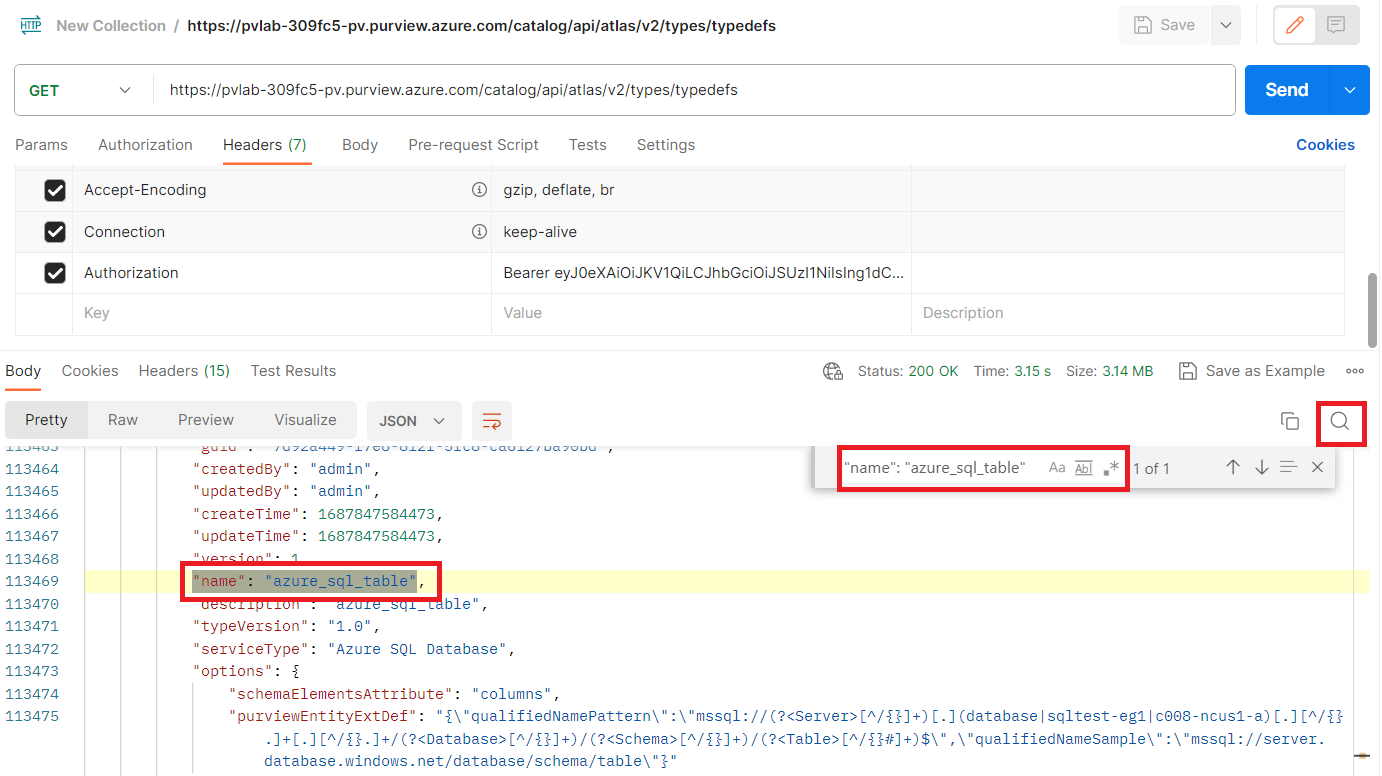 HTTP New Collection / https://pvlab-309fc5-pv.purview.azure.com/catalog/api/atlas/v2/types/typedefs Save
GET https://pvlab-309fc5-pv.purview.azure.com/catalog/api/atlas/v2/types/typedefs Send
Params Authorization Headers (7) Body Pre-request Script Tests Settings Cookies
Accept-Encoding gzip, deflate, br
Connection keep-alive
Authorization Bearer eyJ0eXAiOiJKV1QiLCJhbGciOiJSUzI1NiIsIng1dC...
Key Value Description
Body Cookies Headers (15) Test Results Status: 200 OK Time: 3.15 s Size: 3.14 MB Save as Example
Pretty Raw Preview Visualize JSON
"name": "azure_sql_table" Aa Abl .* 1 of 1
113463
113464 "createdBy": "admin",
113465 "updatedBy": "admin",
113466 "createTime": 1687847584473,
113467 "updateTime": 1687847584473,
113468 "version": 1
113469 "name": "azure_sql_table",
113470 "description": "azure_sql_table",
113471 "typeVersion": "1.0",
113472 "serviceType": "Azure SQL Database",
113473 "options": {
113474 "schemaElementsAttribute": "columns",
113475 "purviewEntityExtDef": "{\"qualifiedNamePattern\":\"mssql://(?<Server>[^/{}]+)[.](database|sqltest-eg1|c008-ncus1-a)[.][^/{}
.]+[.][^/{}.]+/(?<Database>[^/{}]+)/(?<Schema>[^/{}]+)/(?<Table>[^/{}#]+)$\",\"qualifiedNameSample\":\"mssql://server.
database.windows.net/database/schema/table\"}"